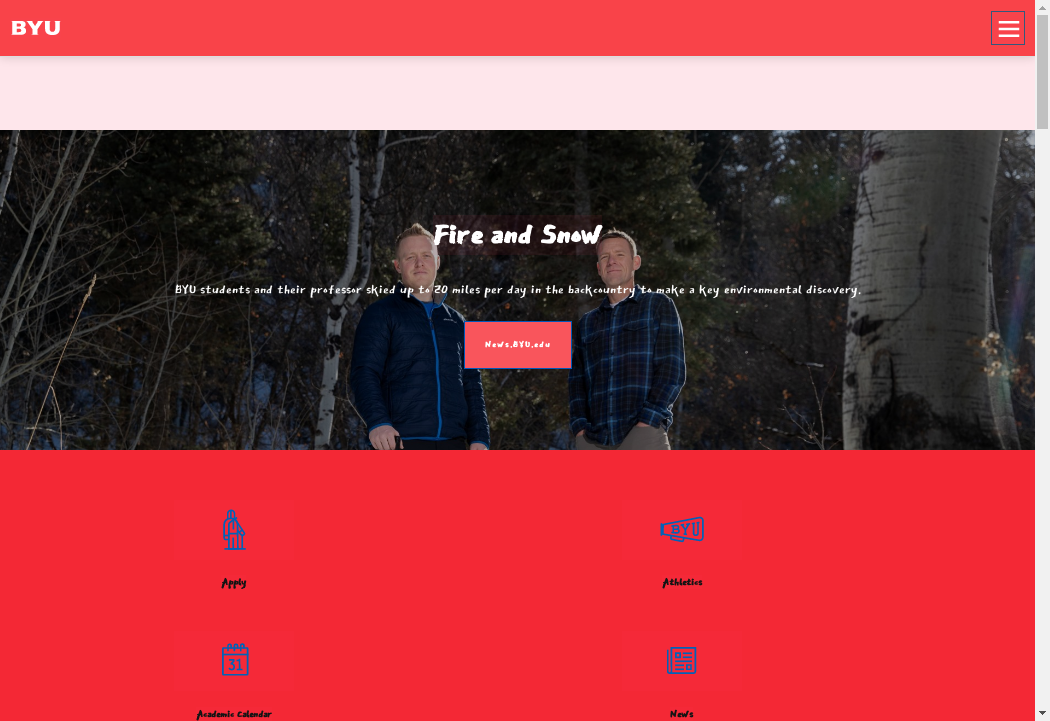 BYU
Fire and Snow
BYU students and their professor skied up to 20 miles per day in the backcountry to make a key environmental discovery.
News.BYU.edu
BYU
Apply
Athletics
31
Academic Calendar
News